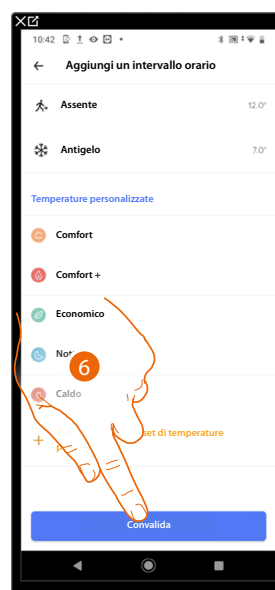 10:42
Aggiungi un intervallo orario
Assente 12.0°
Antigelo 7.0°
Temperature personalizzate
Comfort
Comfort +
Economico
6
Caldo
set di temperature
Convalida